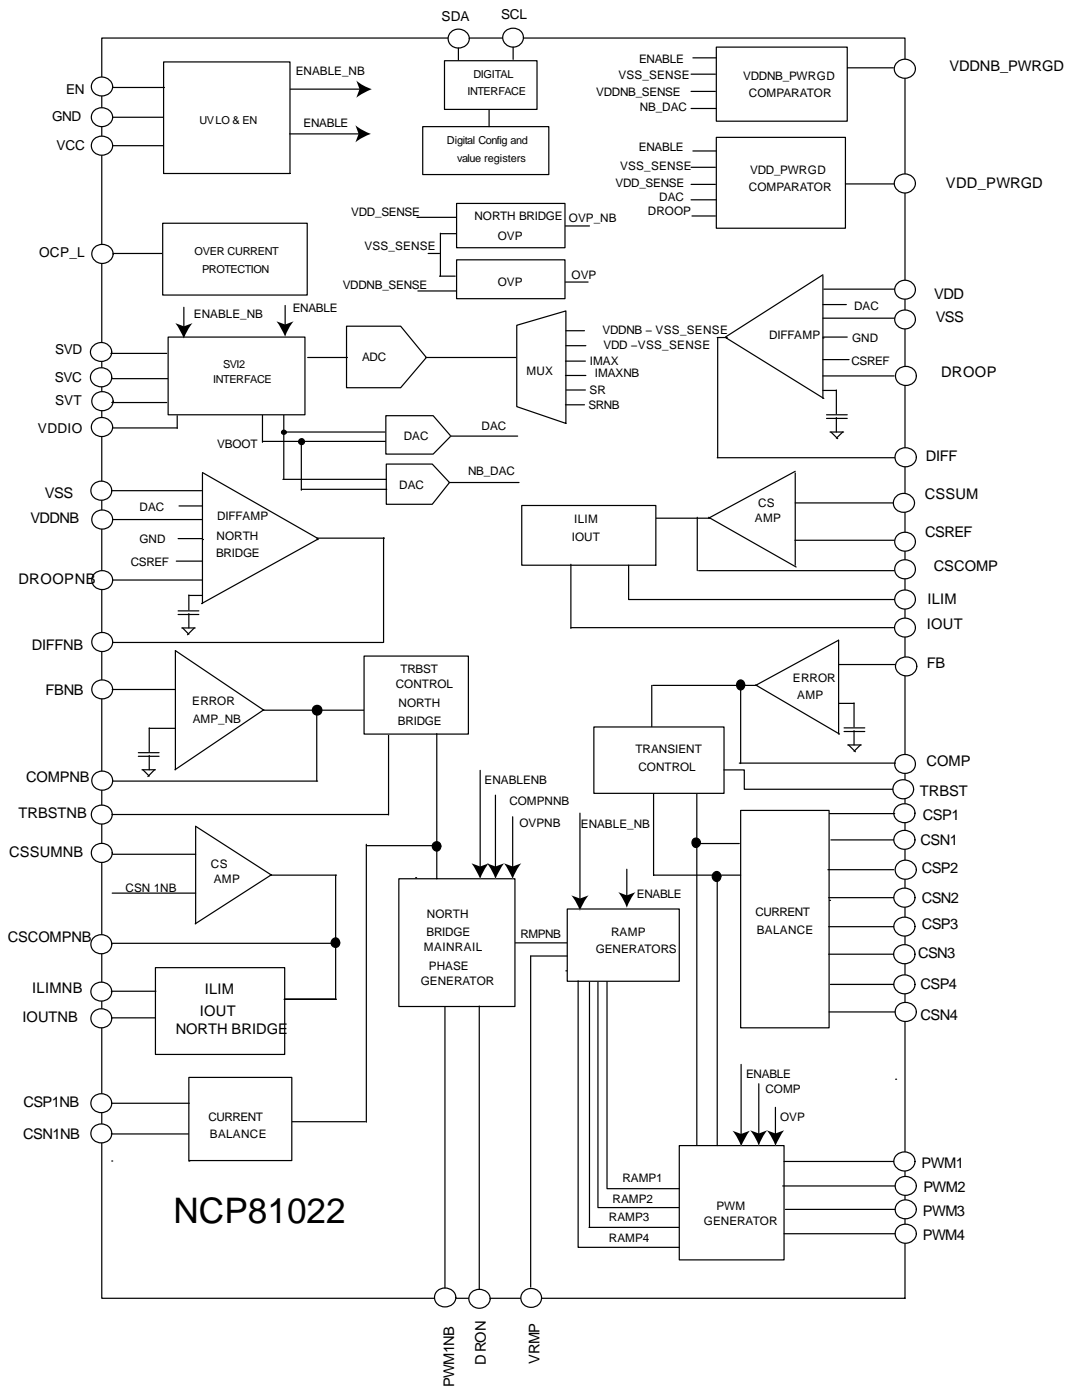 SDA
SCL
EN
GND
VCC
UVLO & EN
ENABLE_NB
ENABLE
DIGITAL
INTERFACE
Digital Config and
value registers
ENABLE
VSS_SENSE
VDDNB_SENSE
NB_DAC
VDDNB_PWRGD
COMPARATOR
VDDNB_PWRGD
ENABLE
VSS_SENSE
VDD_SENSE
DAC
DROOP
VDD_PWRGD
COMPARATOR
VDD_PWRGD
OCP_L
OVER CURRENT
PROTECTION
VDD_SENSE
VSS_SENSE
VDDNB_SENSE
NORTH BRIDGE
OVP
OVP_NB
OVP
OVP
ENABLE_NB
ENABLE
SVD
SVC
SVT
VDDIO
SVI2
INTERFACE
ADC
MUX
VDDNB – VSS_SENSE
VDD –VSS_SENSE
IMAX
IMAXNB
SR
SRNB
VBOOT
DAC
DAC
DAC
NB_DAC
DIFFAMP
DAC
GND
CSREF
VDD
VSS
DROOP
DIFF
VSS
VDDNB
DROOPNB
DIFFNB
DAC
GND
CSREF
DIFFAMP
NORTH
BRIDGE
ILIM
IOUT
CS
AMP
CSSUM
CSREF
CSCOMP
ILIM
IOUT
FBNB
ERROR
AMP_NB
TRBST
CONTROL
NORTH
BRIDGE
COMPNB
TRBSTNB
ERROR
AMP
FB
TRANSIENT
CONTROL
COMP
TRBST
CSSUMNB
CS
AMP
CSN 1NB
CSCOMPNB
ILIMNB
IOUTNB
ILIM
IOUT
NORTH BRIDGE
ENABLENB
COMPNNB
OVPNB
NORTH
BRIDGE
MAINRAIL
PHASE
GENERATOR
RMPNB
ENABLE_NB
ENABLE
RAMP
GENERATORS
CURRENT
BALANCE
CSP1
CSN1
CSP2
CSN2
CSP3
CSN3
CSP4
CSN4
CSP1NB
CSN1NB
CURRENT
BALANCE
ENABLE
COMP
OVP
RAMP1
RAMP2
RAMP3
RAMP4
PWM
GENERATOR
PWM1
PWM2
PWM3
PWM4
NCP81022
PWM1NB
DRON
VRMP